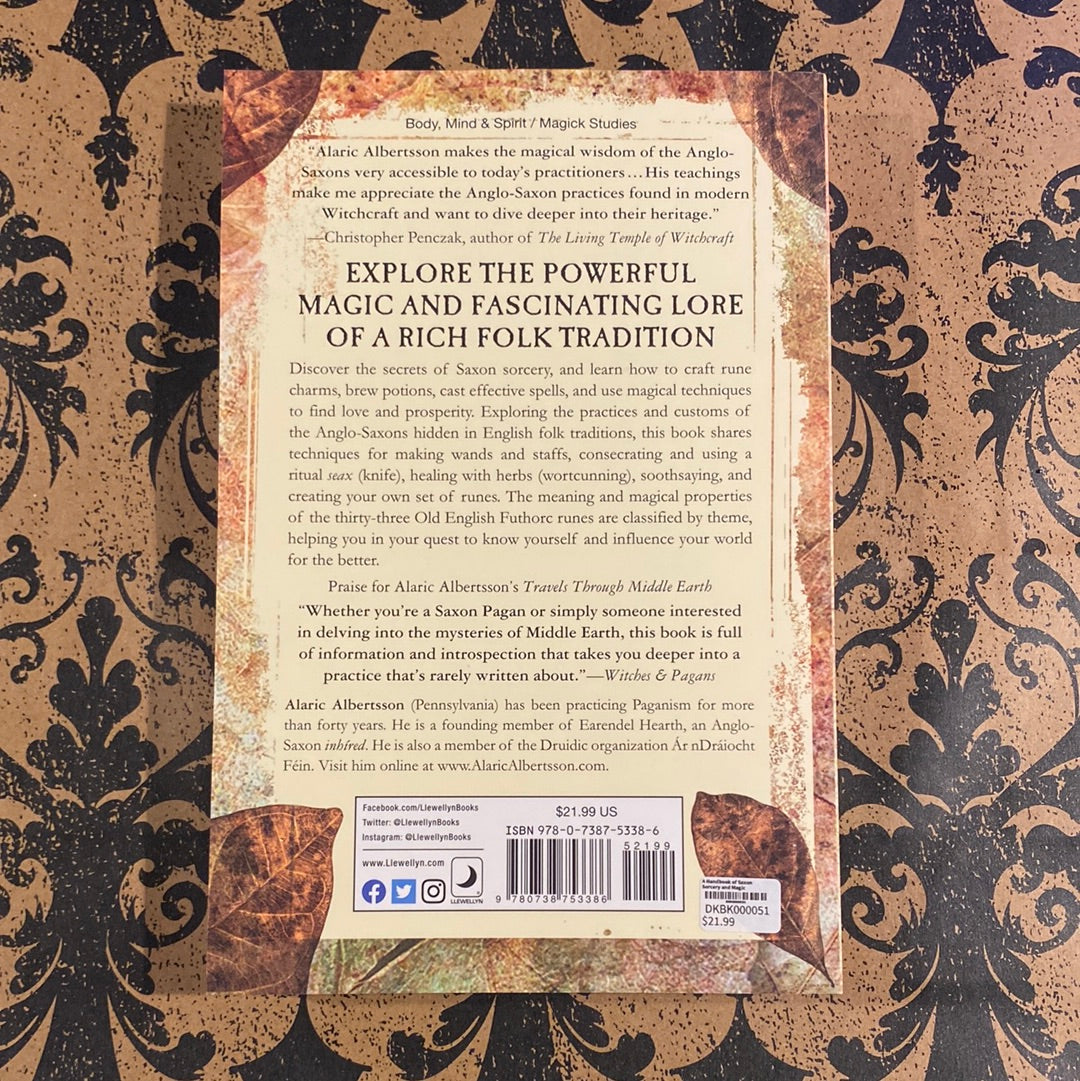 Body, Mind & Spirit / Magick Studies
“Alaric Albertsson makes the magical wisdom of the Anglo-
Saxons very accessible to today’s practitioners…His teachings
make me appreciate the Anglo-Saxon practices found in modern
Witchcraft and want to dive deeper into their heritage.”
—Christopher Penczak, author of The Living Temple of Witchcraft
EXPLORE THE POWERFUL
MAGIC AND FASCINATING LORE
OF A RICH FOLK TRADITION
Discover the secrets of Saxon sorcery, and learn how to craft rune
charms, brew potions, cast effective spells, and use magical techniques
to find love and prosperity. Exploring the practices and customs of
the Anglo-Saxons hidden in English folk traditions, this book shares
techniques for making wands and staffs, consecrating and using a
ritual seax (knife), healing with herbs (wortcunning), soothsaying, and
creating your own set of runes. The meaning and magical properties
of the thirty-three Old English Futhorc runes are classified by theme,
helping you in your quest to know yourself and influence your world
for the better.
Praise for Alaric Albertsson’s Travels Through Middle Earth
“Whether you’re a Saxon Pagan or simply someone interested
in delving into the mysteries of Middle Earth, this book is full
of information and introspection that takes you deeper into a
practice that’s rarely written about.”—Witches & Pagans
Alaric Albertsson (Pennsylvania) has been practicing Paganism for more
than forty years. He is a founding member of Earendel Hearth, an Anglo-
Saxon inhíred. He is also a member of the Druidic organization Ár nDráiocht
Féin. Visit him online at www.AlaricAlbertsson.com.
Facebook.com/LlewellynBooks
Twitter: @LlewellynBooks
Instagram: @LlewellynBooks
www.Llewellyn.com
LLEWELLYN
$21.99 US
ISBN 978-0-7387-5338-6
52199
9 780738 753386
A Handbook of Saxon
Sorcery and Magic
DKBK000051
$21.99